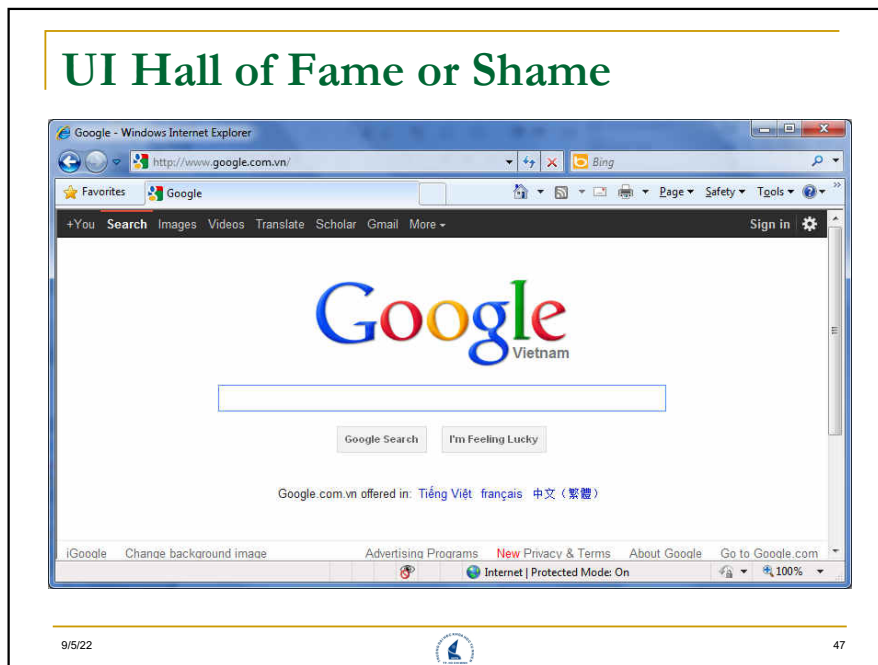 UI Hall of Fame or Shame
Google - Windows Internet Explorer
http://www.google.com.vn/
Bing
Favorites
Google
Page
Safety
Tools
+You Search Images Videos Translate Scholar Gmail More
Sign in
Google
Vietnam
Google Search
I'm Feeling Lucky
Google.com.vn offered in: Tiếng Việt français 中文 (繁體)
iGoogle Change background image Advertising Programs New Privacy & Terms About Google Go to Google.com
Internet | Protected Mode: On
100%
9/5/22
47